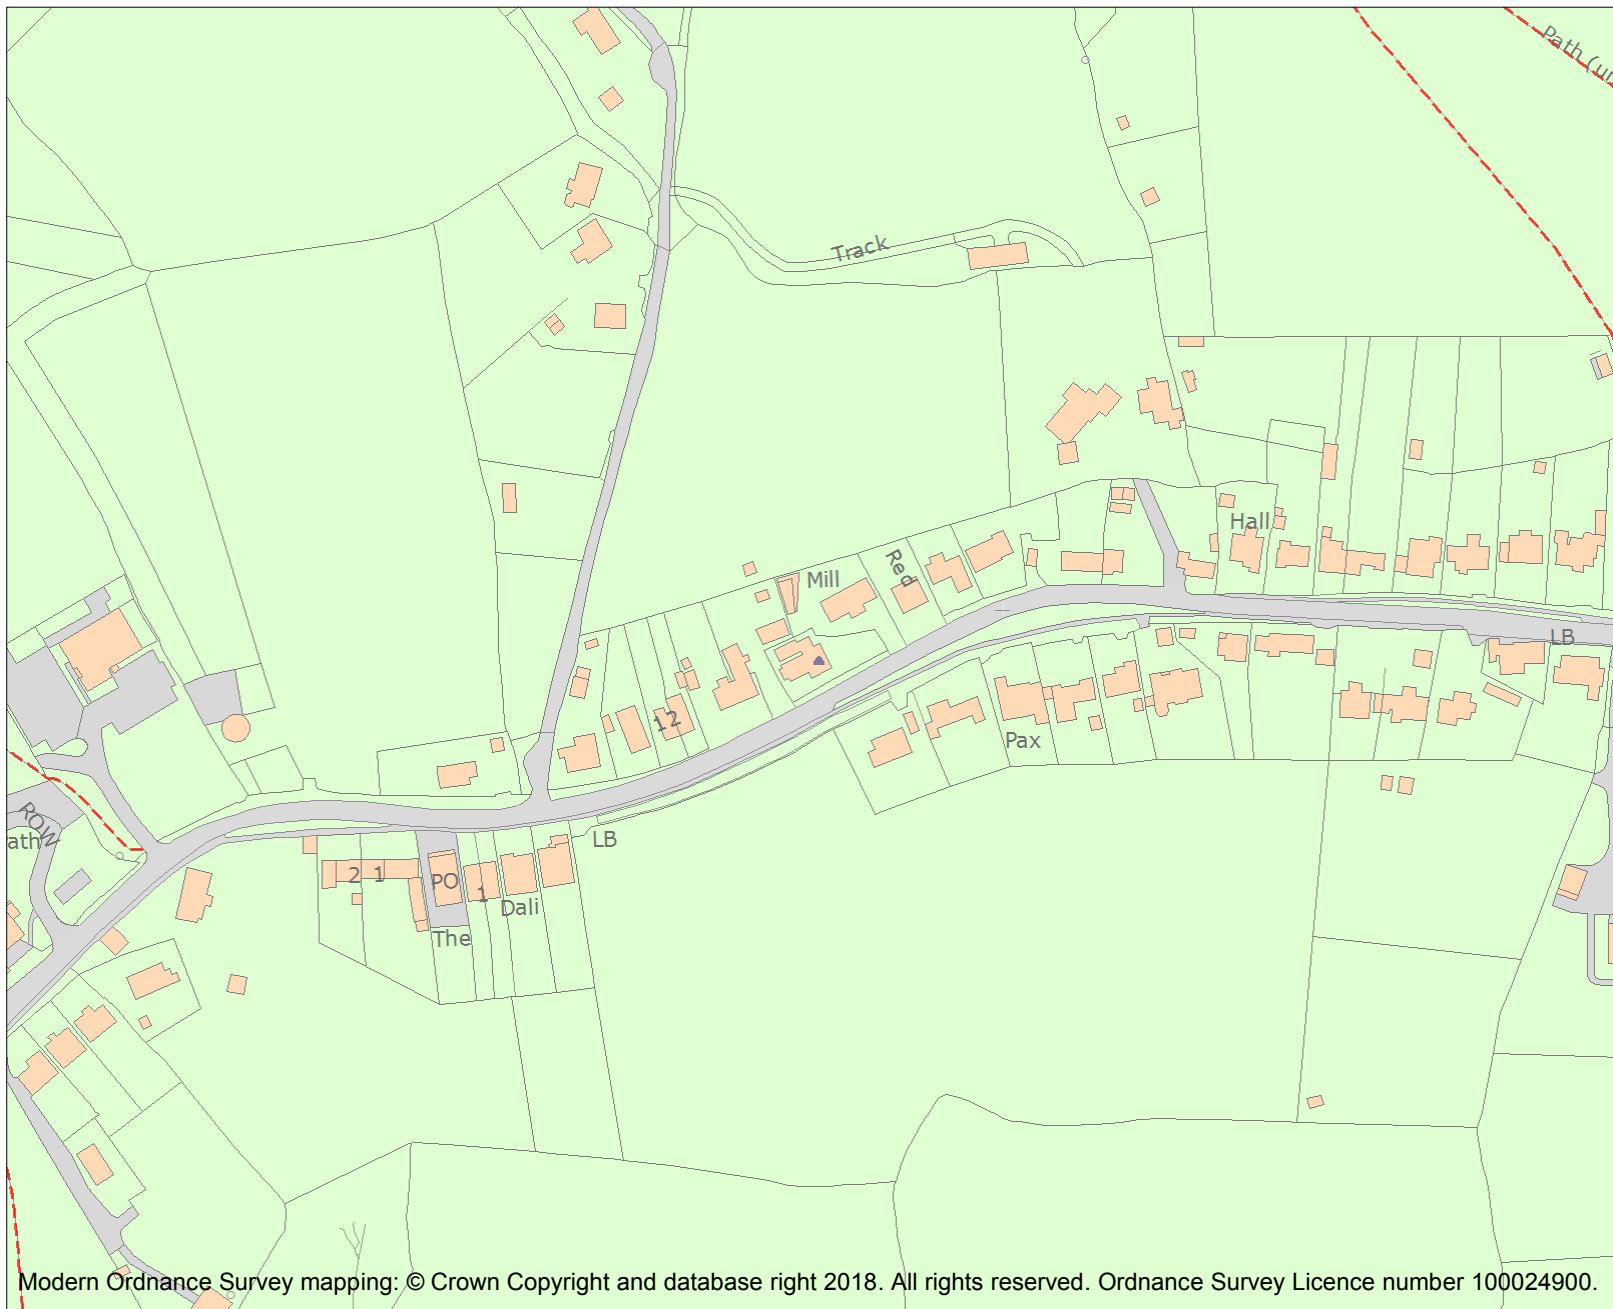 Path (un
Track
Hall
Mill
Red
LB
12
Pax
ROW
ath
LB
2 1
PO
1
Dali
The
Modern Ordnance Survey mapping: © Crown Copyright and database right 2018. All rights reserved. Ordnance Survey Licence number 100024900.